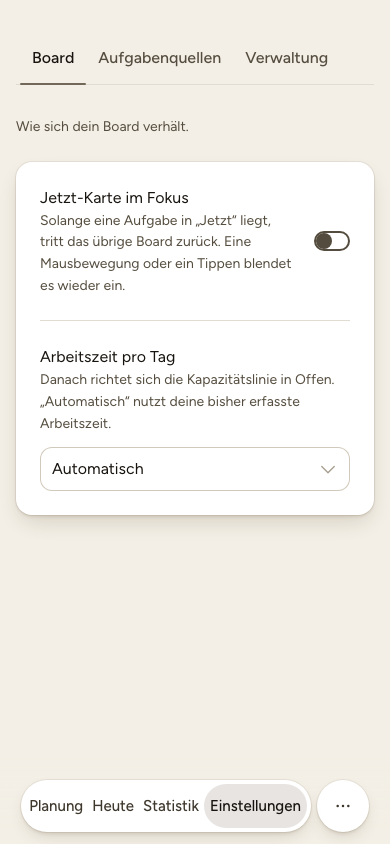 Board Aufgabenquellen Verwaltung
Wie sich dein Board verhält.
Jetzt-Karte im Fokus
Solange eine Aufgabe in „Jetzt“ liegt,
tritt das übrige Board zurück. Eine
Mausbewegung oder ein Tippen blendet
es wieder ein.
Arbeitszeit pro Tag
Danach richtet sich die Kapazitätslinie in Offen.
„Automatisch“ nutzt deine bisher erfasste
Arbeitszeit.
Automatisch
Planung Heute Statistik Einstellungen ...